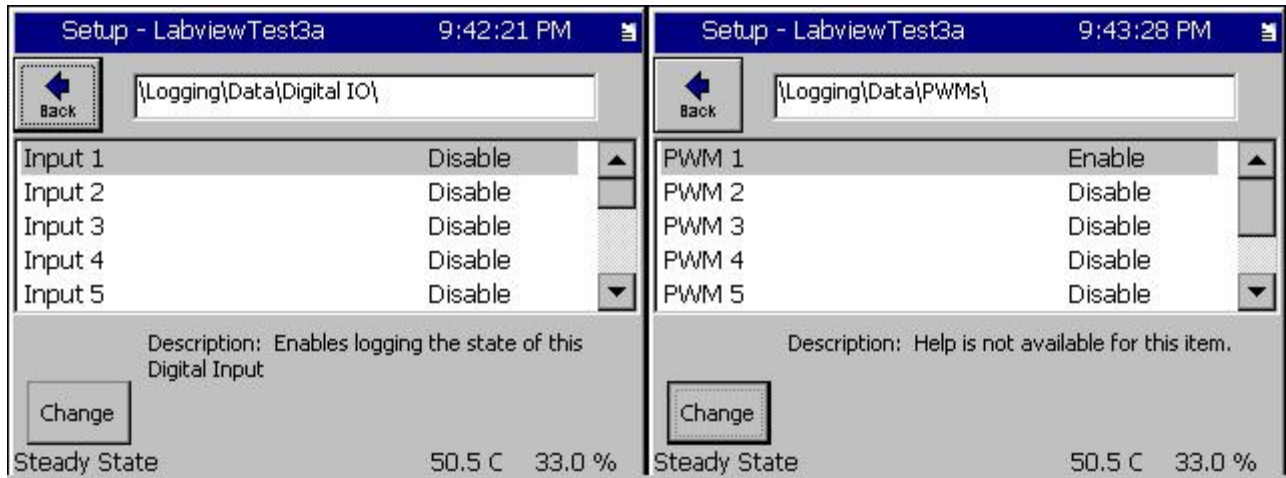 Setup - LabviewTest3a 9:42:21 PM
Back
\Logging\Data\Digital IO\
Input 1 Disable
Input 2 Disable
Input 3 Disable
Input 4 Disable
Input 5 Disable
Description: Enables logging the state of this
Digital Input
Change
Steady State 50.5 C 33.0 %
Setup - LabviewTest3a 9:43:28 PM
Back
\Logging\Data\PWMs\
PWM 1 Enable
PWM 2 Disable
PWM 3 Disable
PWM 4 Disable
PWM 5 Disable
Description: Help is not available for this item.
Change
Steady State 50.5 C 33.0 %